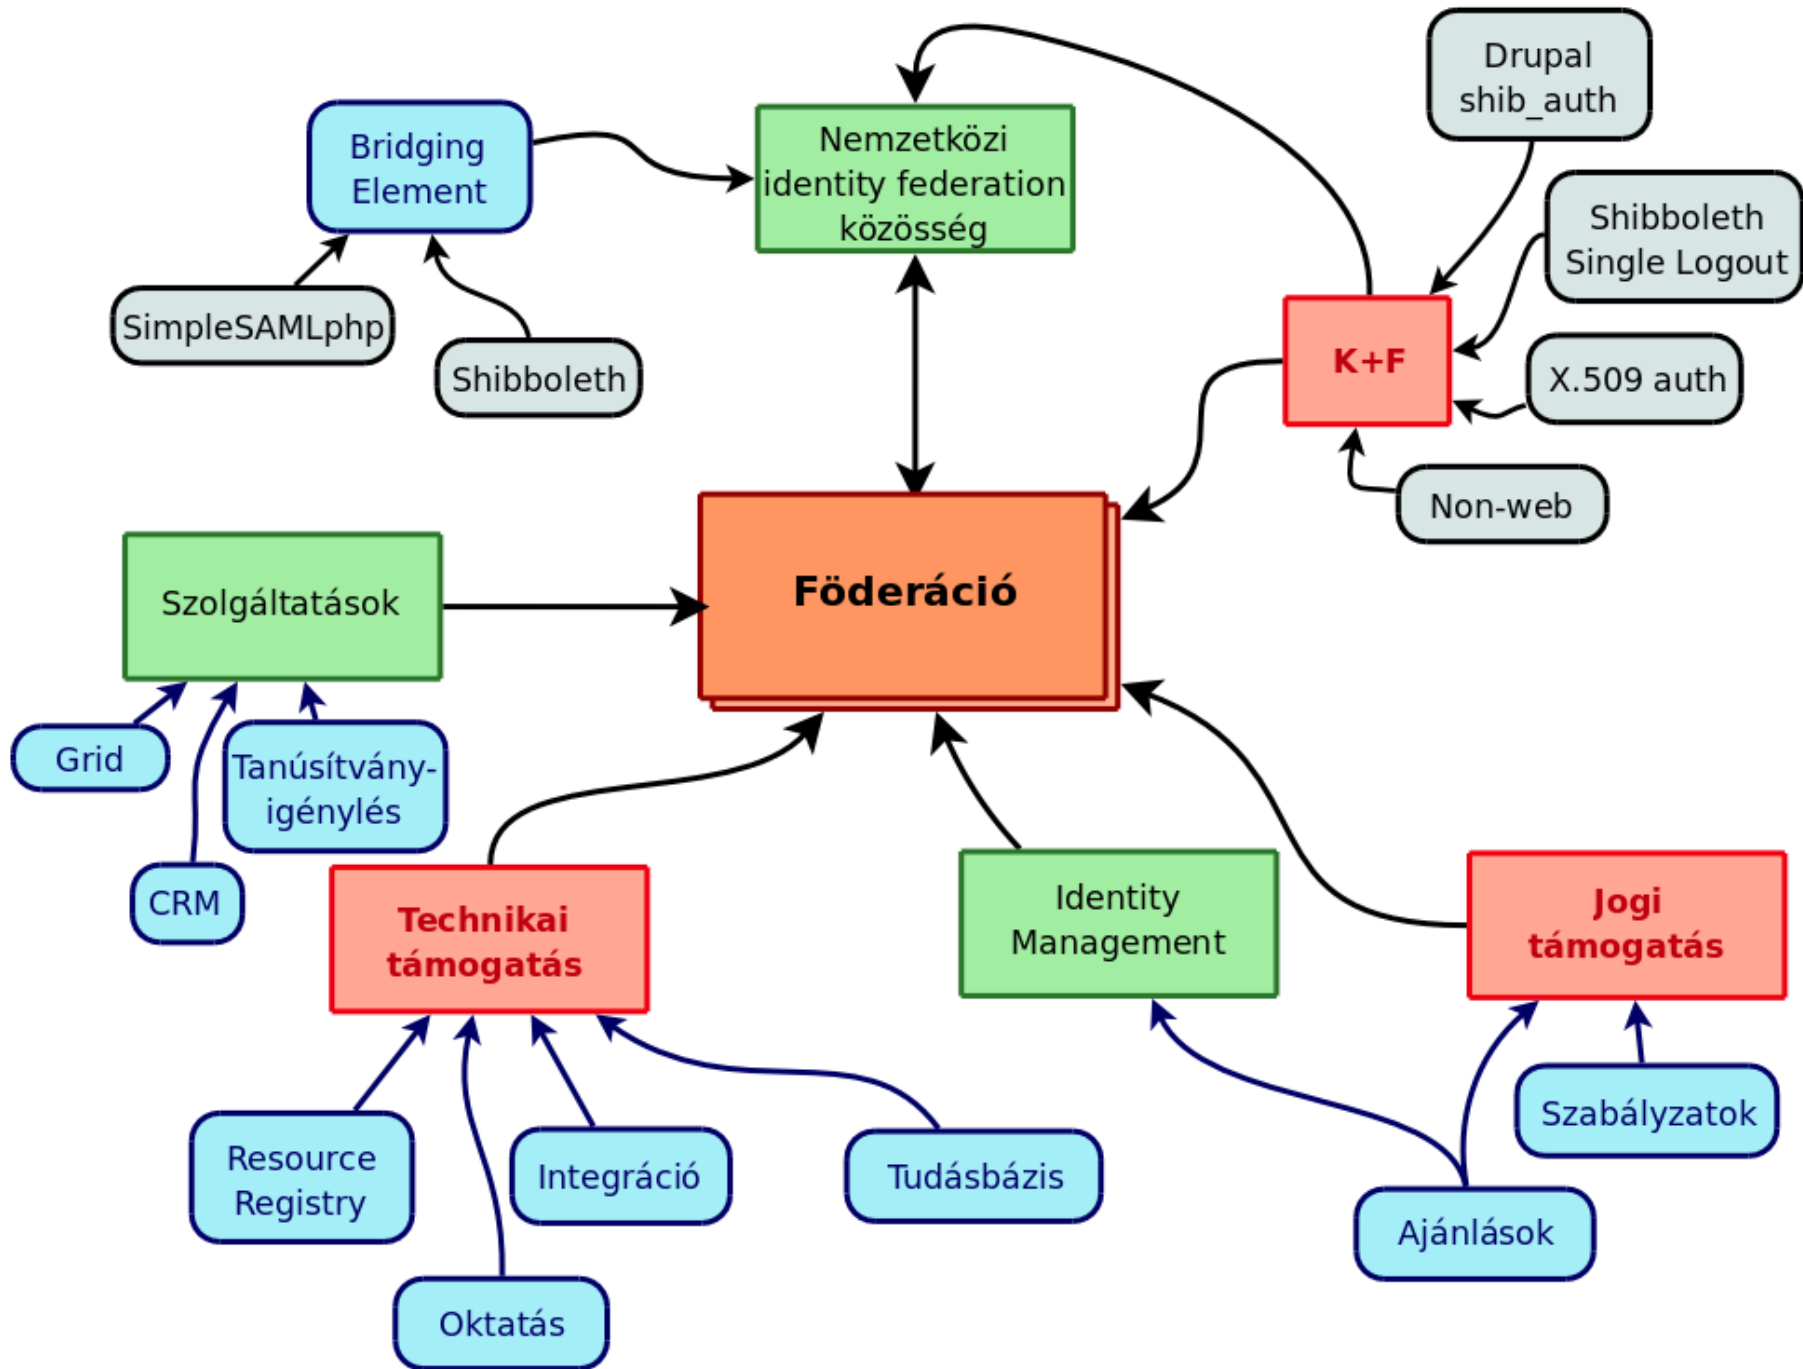 Drupal
shib_auth
Nemzetközi
identity federation
közösség
Bridging
Element
Shibboleth
Single Logout
SimpleSAMLphp
Shibboleth
K+F
X.509 auth
Non-web
Föderáció
Szolgáltatások
Grid
Tanúsítvány-
igénylés
CRM
Technikai
támogatás
Identity
Management
Jogi
támogatás
Szabályzatok
Resource
Registry
Integráció
Tudásbázis
Ajánlások
Oktatás